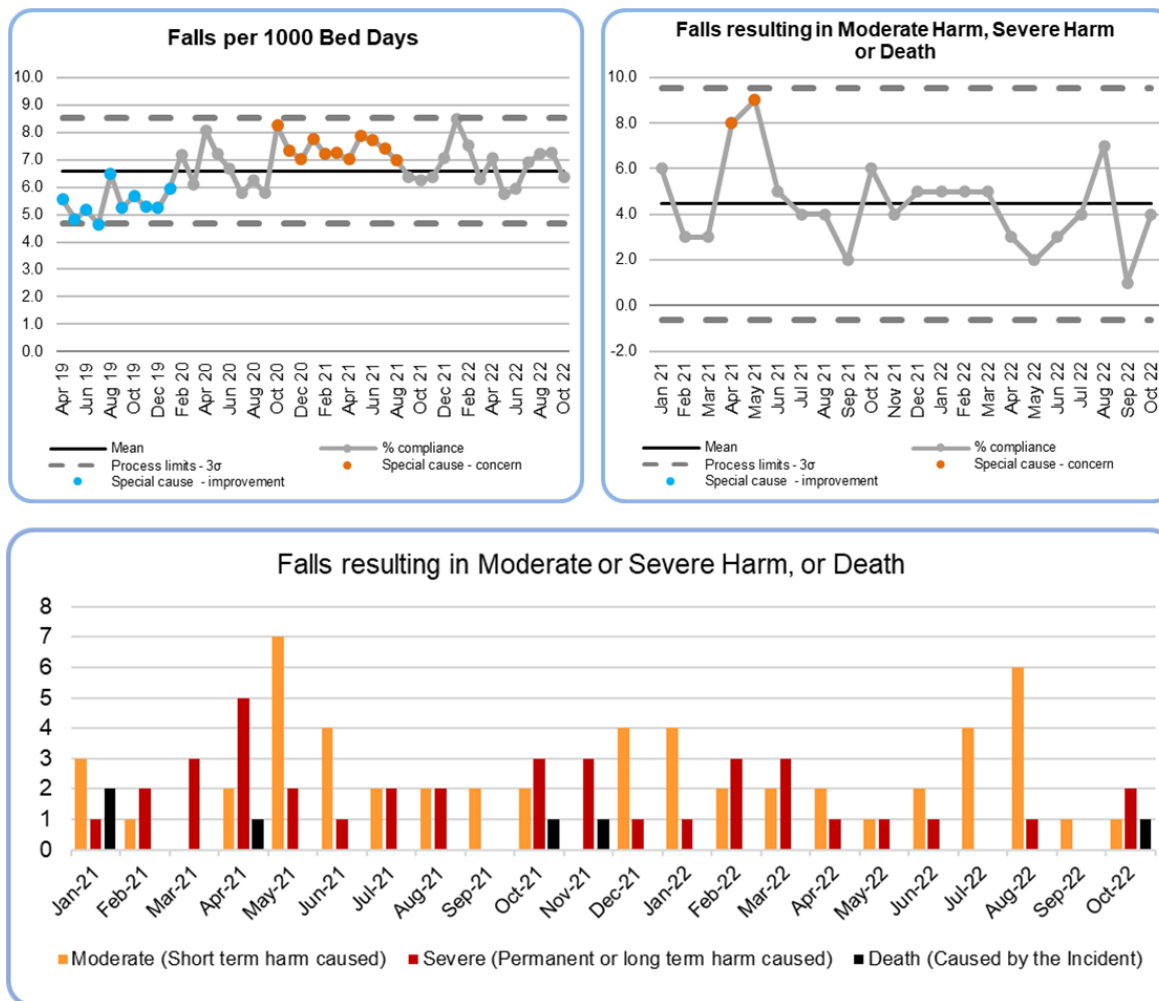 Falls per 1000 Bed Days
10.0
9.0
8.0
7.0
6.0
5.0
4.0
3.0
2.0
1.0
0.0
Apr 19
Jun 19
Aug 19
Oct 19
Dec 19
Feb 20
Apr 20
Jun 20
Aug 20
Oct 20
Dec 20
Feb 21
Apr 21
Jun 21
Aug 21
Oct 21
Dec 21
Feb 22
Apr 22
Jun 22
Aug 22
Oct 22
Mean
% compliance
Process limits - 3σ
Special cause - concern
Special cause - improvement
Falls resulting in Moderate Harm, Severe Harm
or Death
10.0
8.0
6.0
4.0
2.0
0.0
-2.0
Jan 21
Feb 21
Mar 21
Apr 21
May 21
Jun 21
Jul 21
Aug 21
Sep 21
Oct 21
Nov 21
Dec 21
Jan 22
Feb 22
Mar 22
Apr 22
May 22
Jun 22
Jul 22
Aug 22
Sep 22
Oct 22
Mean
% compliance
Process limits - 3σ
Special cause - concern
Special cause - improvement
Falls resulting in Moderate or Severe Harm, or Death
8
7
6
5
4
3
2
1
0
Jan-21
Feb-21
Mar-21
Apr-21
May-21
Jun-21
Jul-21
Aug-21
Sep-21
Oct-21
Nov-21
Dec-21
Jan-22
Feb-22
Mar-22
Apr-22
May-22
Jun-22
Jul-22
Aug-22
Sep-22
Oct-22
Moderate (Short term harm caused)
Severe (Permanent or long term harm caused)
Death (Caused by the Incident)